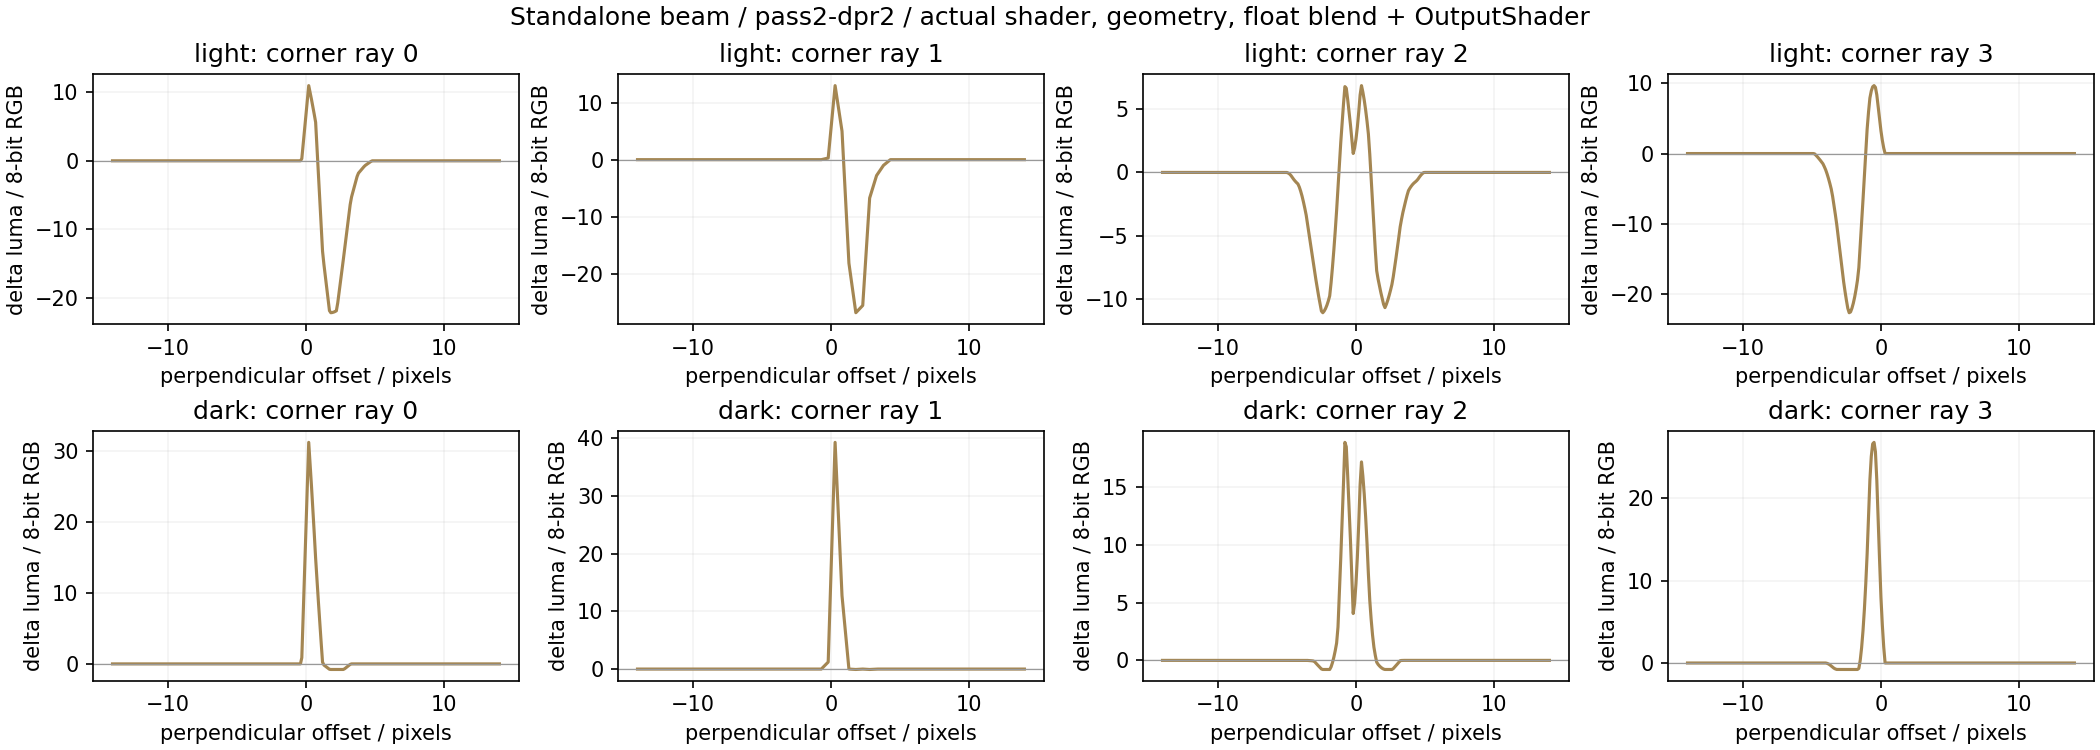 Standalone beam / pass2-dpr2 / actual shader, geometry, float blend + OutputShader
light: corner ray 0
delta luma / 8-bit RGB
10
0
−10
−20
−10
0
10
perpendicular offset / pixels
light: corner ray 1
delta luma / 8-bit RGB
10
0
−10
−20
−10
0
10
perpendicular offset / pixels
light: corner ray 2
delta luma / 8-bit RGB
5
0
−5
−10
−10
0
10
perpendicular offset / pixels
light: corner ray 3
delta luma / 8-bit RGB
10
0
−10
−20
−10
0
10
perpendicular offset / pixels
dark: corner ray 0
delta luma / 8-bit RGB
30
20
10
0
−10
0
10
perpendicular offset / pixels
dark: corner ray 1
delta luma / 8-bit RGB
40
30
20
10
0
−10
0
10
perpendicular offset / pixels
dark: corner ray 2
delta luma / 8-bit RGB
15
10
5
0
−10
0
10
perpendicular offset / pixels
dark: corner ray 3
delta luma / 8-bit RGB
20
10
0
−10
0
10
perpendicular offset / pixels